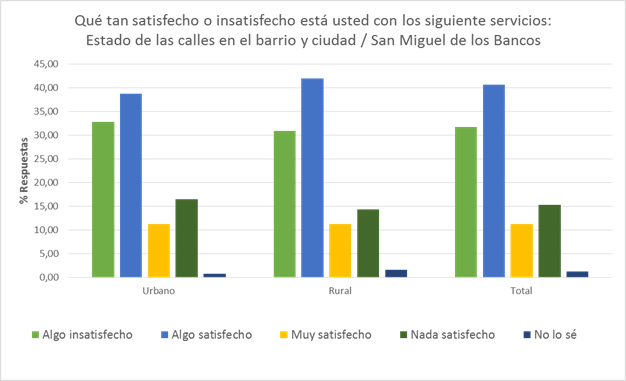 Qué tan satisfecho o insatisfecho está usted con los siguiente servicios:
Estado de las calles en el barrio y ciudad / San Miguel de los Bancos
% Respuestas
45,00
40,00
35,00
30,00
25,00
20,00
15,00
10,00
5,00
0,00
Urbano Rural Total
Algo insatisfecho Algo satisfecho Muy satisfecho Nada satisfecho No lo sé